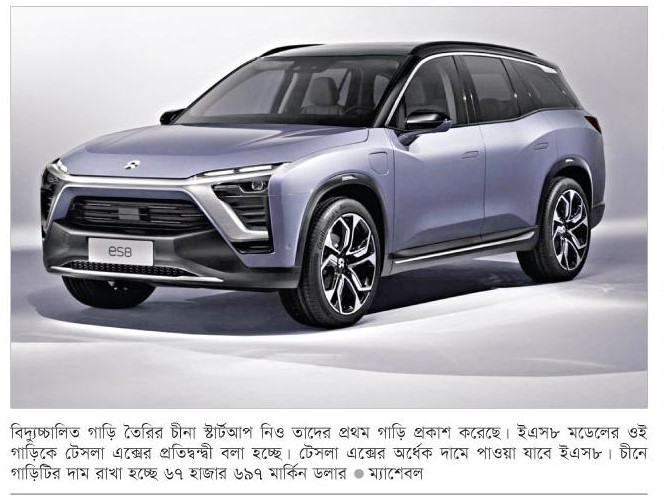 es8
বিদ্যুচ্চালিত গাড়ি তৈরির চীনা স্টার্টআপ নিও তাদের প্রথম গাড়ি প্রকাশ করেছে। ইএস৮ মডেলের ওই
গাড়িকে টেসলা এক্সের প্রতিদ্বন্দ্বী বলা হচ্ছে। টেসলা এক্সের অর্ধেক দামে পাওয়া যাবে ইএস৮। চীনে
গাড়িটির দাম রাখা হচ্ছে ৬৭ হাজার ৬৯৭ মার্কিন ডলার ● ম্যাশেবল